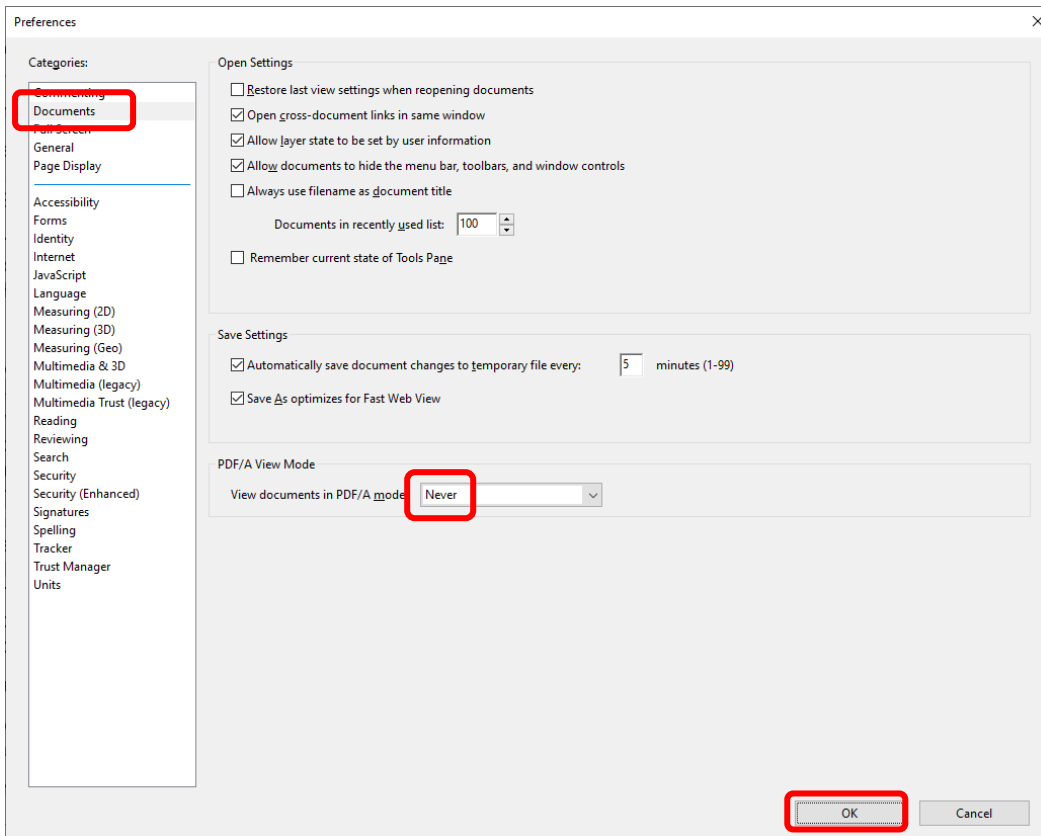 Preferences
Categories:
Commenting
Documents
Full Screen
General
Page Display
Accessibility
Forms
Identity
Internet
JavaScript
Language
Measuring (2D)
Measuring (3D)
Measuring (Geo)
Multimedia & 3D
Multimedia (legacy)
Multimedia Trust (legacy)
Reading
Reviewing
Search
Security
Security (Enhanced)
Signatures
Spelling
Tracker
Trust Manager
Units
Open Settings
Restore last view settings when reopening documents
Open cross-document links in same window
Allow layer state to be set by user information
Allow documents to hide the menu bar, toolbars, and window controls
Always use filename as document title
Documents in recently used list: 100
Remember current state of Tools Pane
Save Settings
Automatically save document changes to temporary file every: 5 minutes (1-99)
Save As optimizes for Fast Web View
PDF/A View Mode
View documents in PDF/A mode Never
OK Cancel